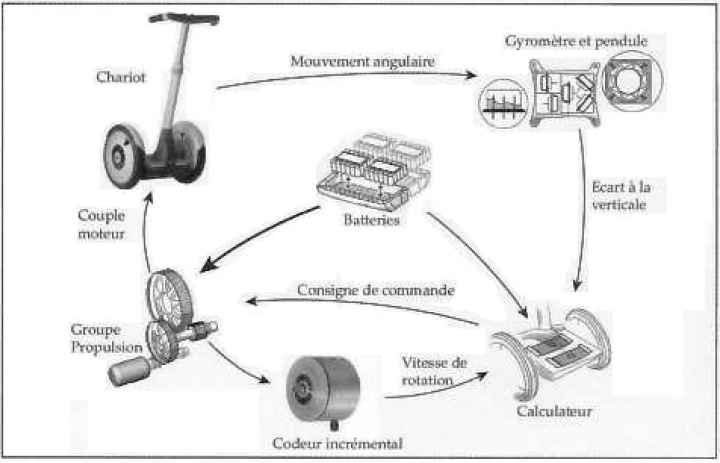 Gyromètre et pendule
Mouvement angulaire
Chariot
Ecart à la
verticale
Couple
moteur
Batteries
Consigne de commande
Groupe
Propulsion
Vitesse de
rotation
Calculateur
Codeur incrémental